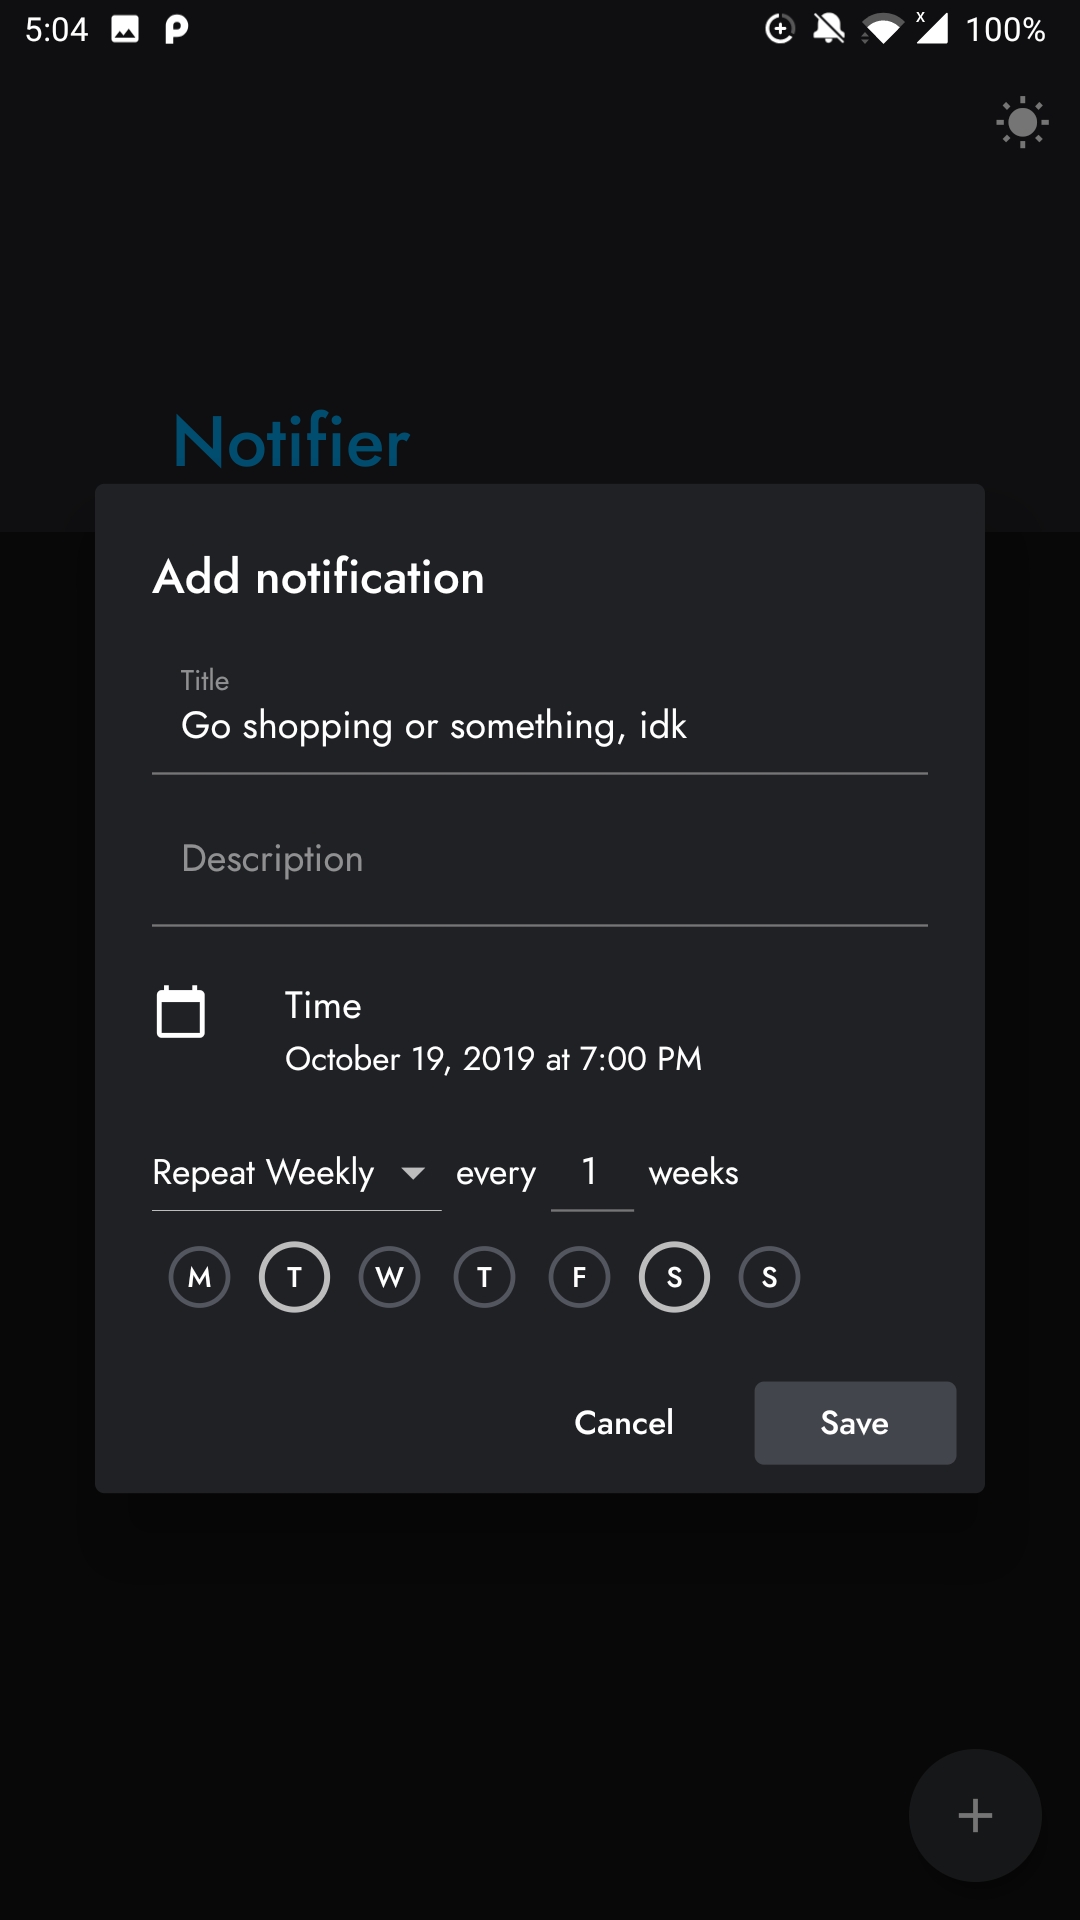 5:04 x 100%
Notifier
Add notification
Title
Go shopping or something, idk
Description
Time
October 19, 2019 at 7:00 PM
Repeat Weekly every 1 weeks
M T W T F S S
Cancel Save